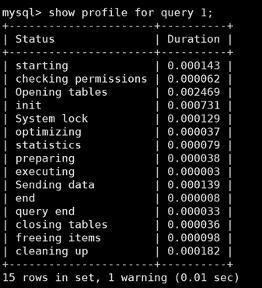 mysql> show profile for query 1;
+----------------------+----------+
| Status               | Duration |
+----------------------+----------+
| starting             | 0.000143 |
| checking permissions | 0.000062 |
| Opening tables       | 0.002469 |
| init                 | 0.000731 |
| System lock          | 0.000129 |
| optimizing           | 0.000037 |
| statistics           | 0.000079 |
| preparing            | 0.000038 |
| executing            | 0.000003 |
| Sending data         | 0.000139 |
| end                  | 0.000008 |
| query end            | 0.000033 |
| closing tables       | 0.000036 |
| freeing items        | 0.000098 |
| cleaning up          | 0.000182 |
+----------------------+----------+
15 rows in set, 1 warning (0.01 sec)